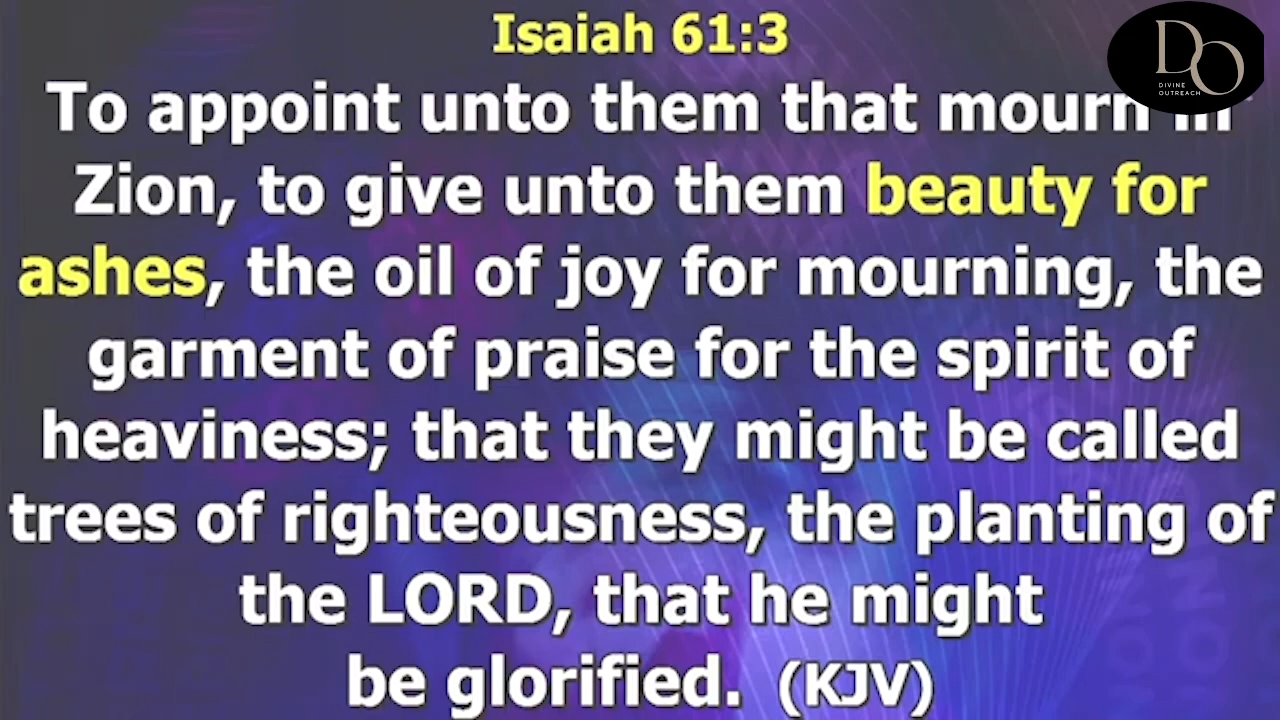 Isaiah 61:3
To appoint unto them that mourn in
Zion, to give unto them beauty for
ashes, the oil of joy for mourning, the
garment of praise for the spirit of
heaviness; that they might be called
trees of righteousness, the planting of
the LORD, that he might
be glorified. (KJV)
DO
DIVINE
OUTREACH